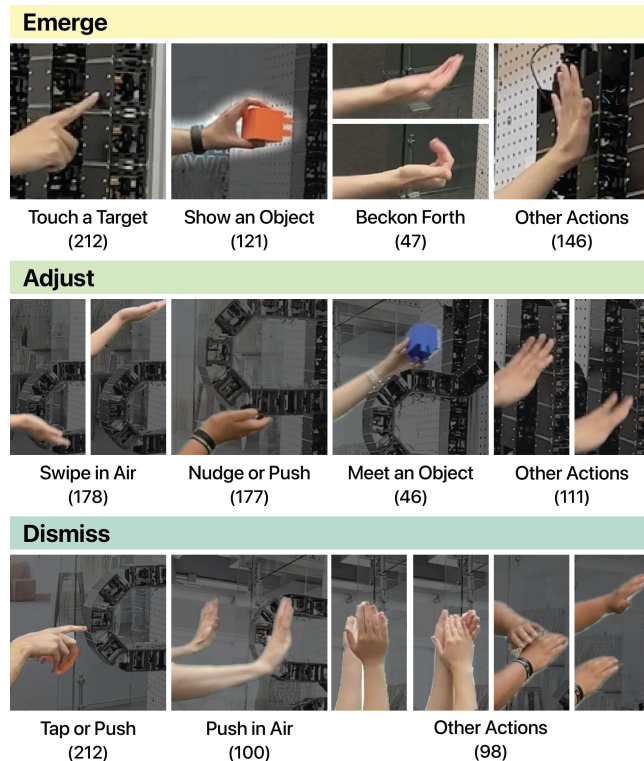 Emerge
Touch a Target
(212)
Show an Object
(121)
Beckon Forth
(47)
Other Actions
(146)
Adjust
Swipe in Air
(178)
Nudge or Push
(177)
Meet an Object
(46)
Other Actions
(111)
Dismiss
Tap or Push
(212)
Push in Air
(100)
Other Actions
(98)